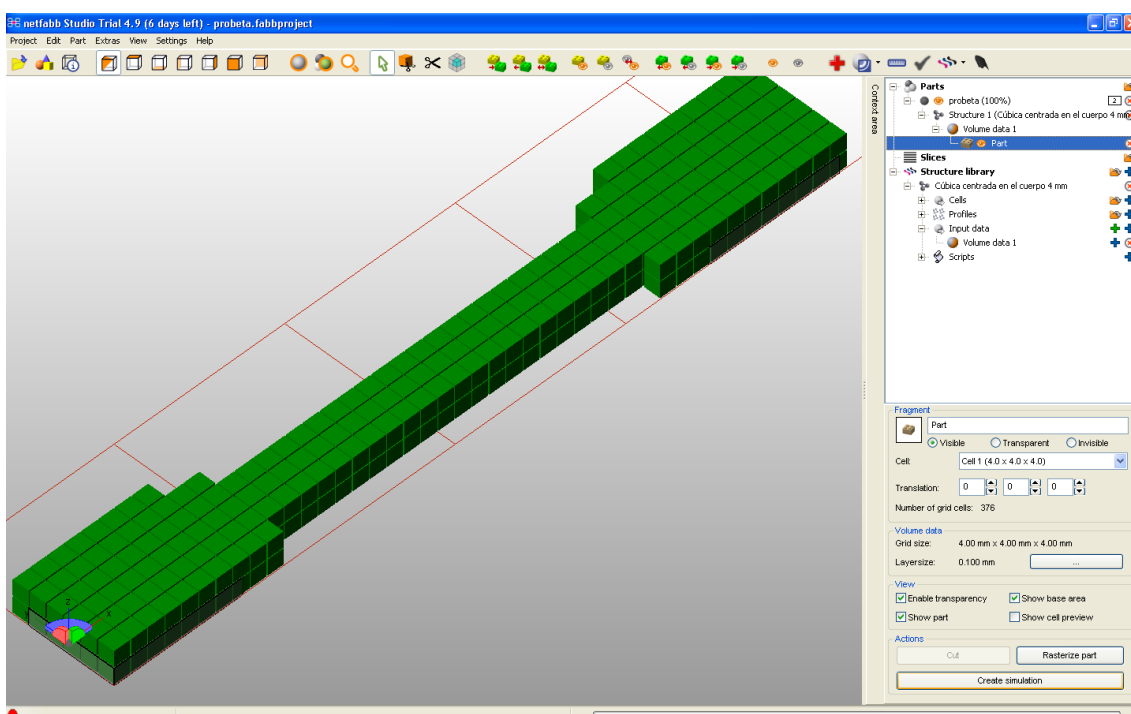 netfabb Studio Trial 4.9 (6 days left) - probeta.fabbproject
Project Edit Part Extras View Settings Help
Context area
Parts
probeta (100%)
2
Structure 1 (Cúbica centrada en el cuerpo 4 mm
Volume data 1
Part
Slices
Structure library
Cúbica centrada en el cuerpo 4 mm
Cells
Profiles
Input data
Volume data 1
Scripts
Fragment
Part
Visible Transparent Invisible
Cell: Cell 1 (4.0 x 4.0 x 4.0)
Translation: 0 0 0
Number of grid cells: 376
Volume data
Grid size: 4.00 mm x 4.00 mm x 4.00 mm
Layersize: 0.100 mm ...
View
Enable transparency Show base area
Show part Show cell preview
Actions
Cut Rasterize part
Create simulation
Z
X